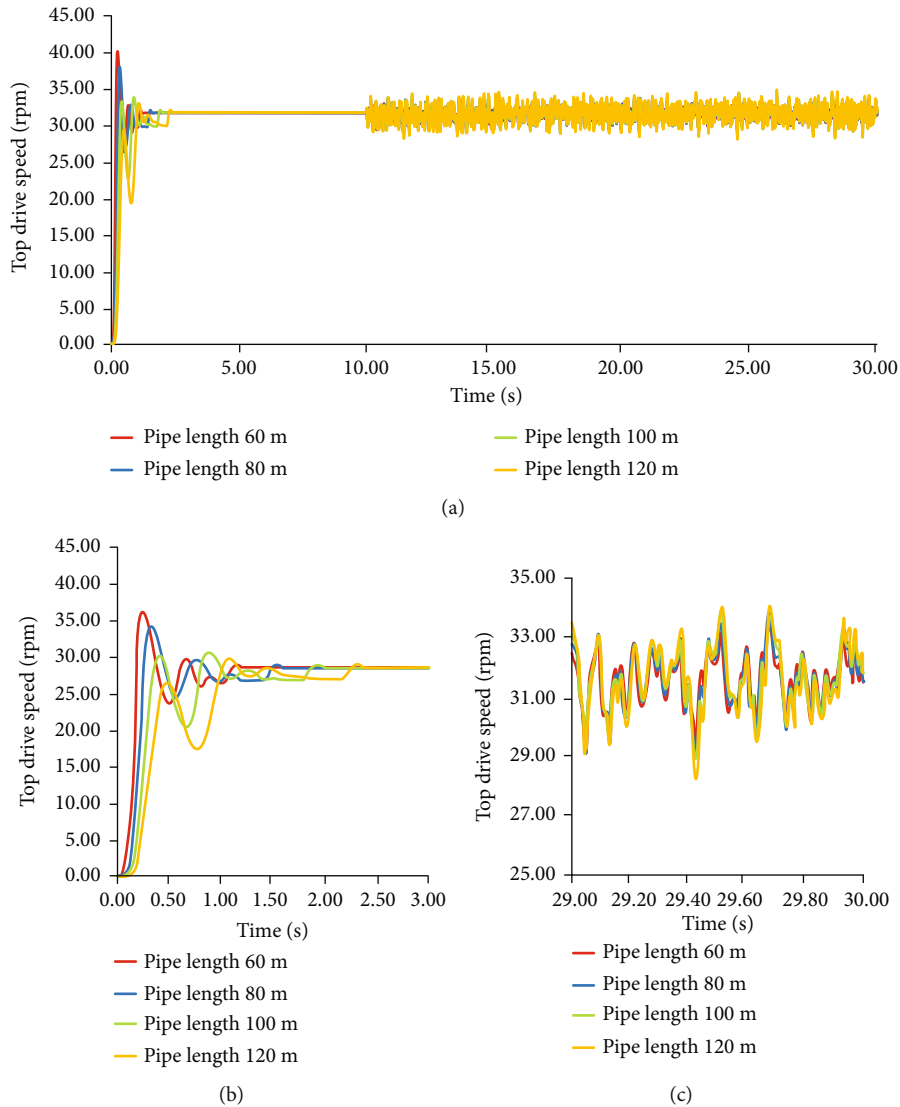 45.00
40.00
35.00
30.00
25.00
20.00
15.00
10.00
5.00
0.00
Top drive speed (rpm)
0.00 5.00 10.00 15.00 20.00 25.00 30.00
Time (s)
Pipe length 60 m
Pipe length 80 m
Pipe length 100 m
Pipe length 120 m
(a)
45.00
40.00
35.00
30.00
25.00
20.00
15.00
10.00
5.00
0.00
Top drive speed (rpm)
0.00 0.50 1.00 1.50 2.00 2.50 3.00
Time (s)
Pipe length 60 m
Pipe length 80 m
Pipe length 100 m
Pipe length 120 m
(b)
35.00
33.00
31.00
29.00
27.00
25.00
Top drive speed (rpm)
29.00 29.20 29.40 29.60 29.80 30.00
Time (s)
Pipe length 60 m
Pipe length 80 m
Pipe length 100 m
Pipe length 120 m
(c)